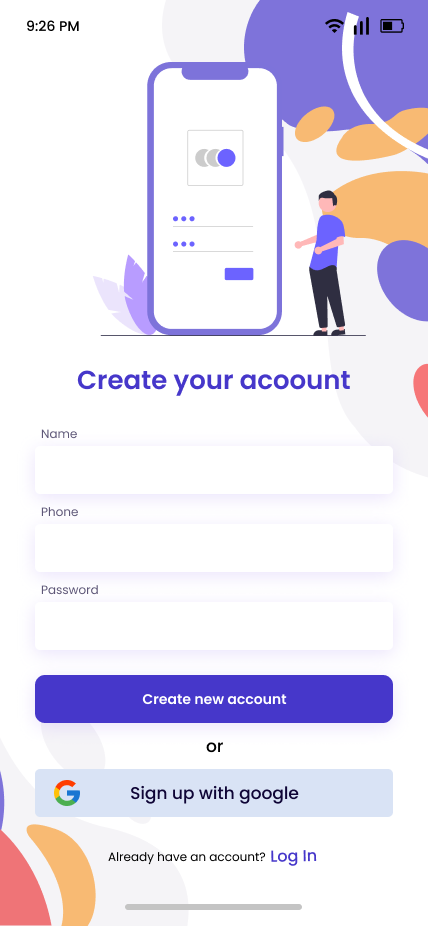 9:26 PM
Create your acoount
Name
Phone
Password
Create new account
or
Sign up with google
Already have an account? Log In